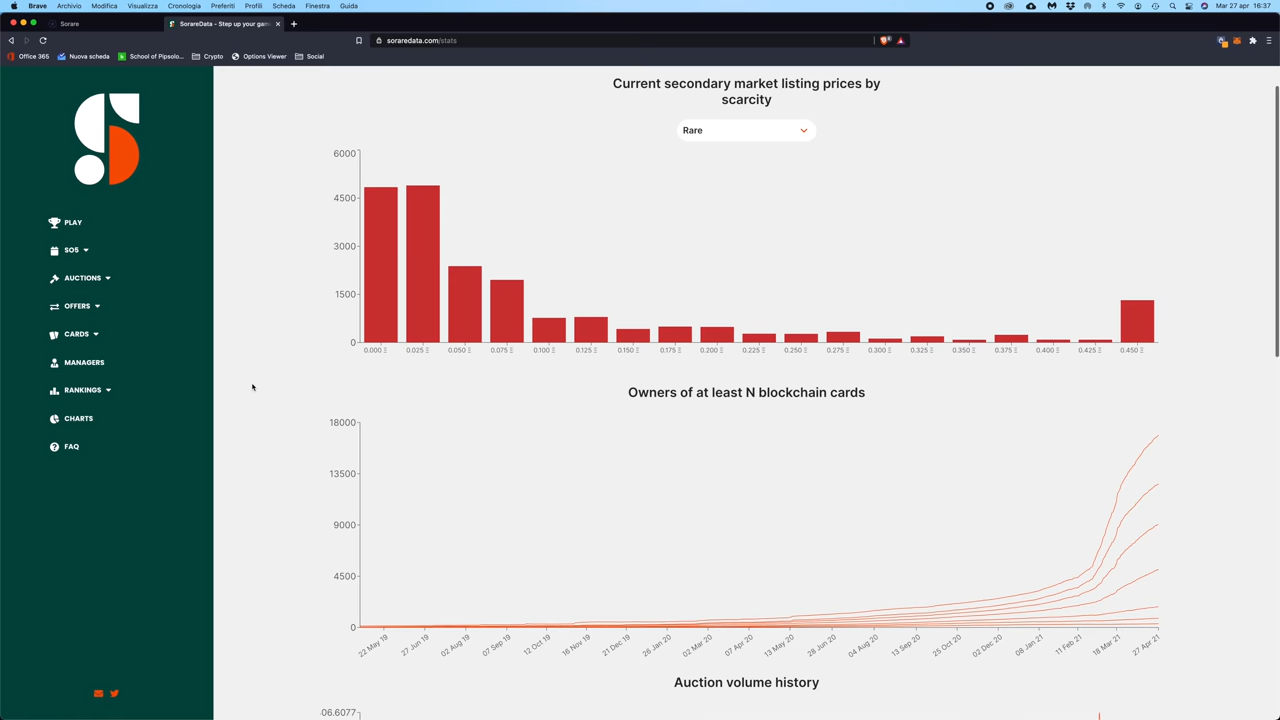 Brave Archivio Modifica Visualizza Cronologia Preferiti Profili Scheda Finestra Guida Mar 27 apr 16:37
Sorare SorareData - Step up your gam
soraredata.com/stats
Office 365 Nuova scheda School of Pipsolo... Crypto Options Viewer Social
PLAY
SO5
AUCTIONS
OFFERS
CARDS
MANAGERS
RANKINGS
CHARTS
FAQ
Current secondary market listing prices by
scarcity
Rare
6000
4500
3000
1500
0
0.000 Ξ 0.025 Ξ 0.050 Ξ 0.075 Ξ 0.100 Ξ 0.125 Ξ 0.150 Ξ 0.175 Ξ 0.200 Ξ 0.225 Ξ 0.250 Ξ 0.275 Ξ 0.300 Ξ 0.325 Ξ 0.350 Ξ 0.375 Ξ 0.400 Ξ 0.425 Ξ 0.450 Ξ
Owners of at least N blockchain cards
18000
13500
9000
4500
0
22 May 19 27 Jun 19 02 Aug 19 07 Sep 19 12 Oct 19 16 Nov 19 21 Dec 19 26 Jan 20 02 Mar 20 07 Apr 20 13 May 20 28 Jun 20 04 Aug 20 13 Sep 20 25 Oct 20 02 Dec 20 08 Jan 21 11 Feb 21 18 Mar 21 27 Apr 21
Auction volume history
06.6077